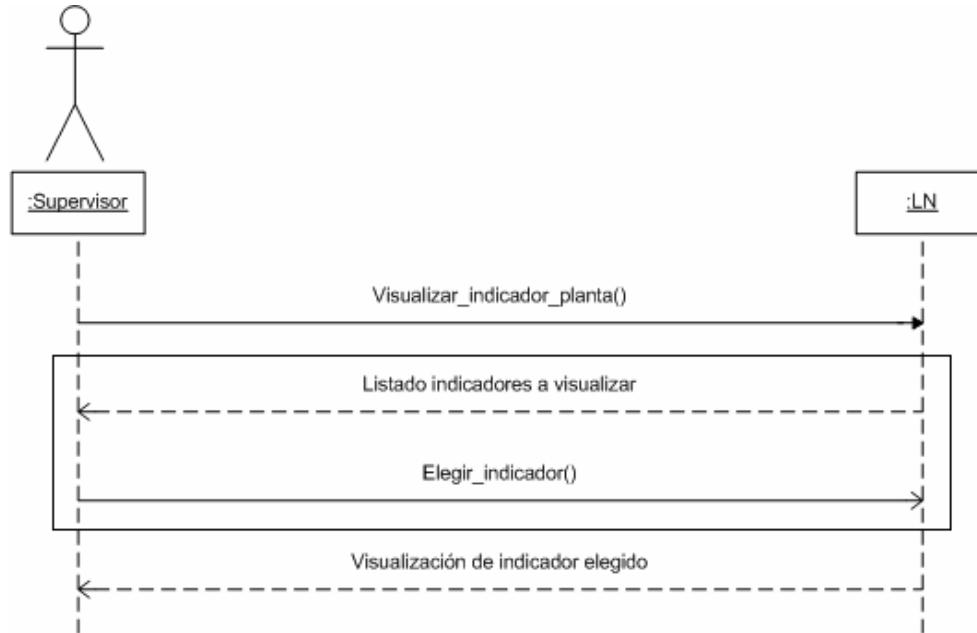 :Supervisor
:LN
Visualizar_indicador_planta()
Listado indicadores a visualizar
Elegir_indicador()
Visualización de indicador elegido